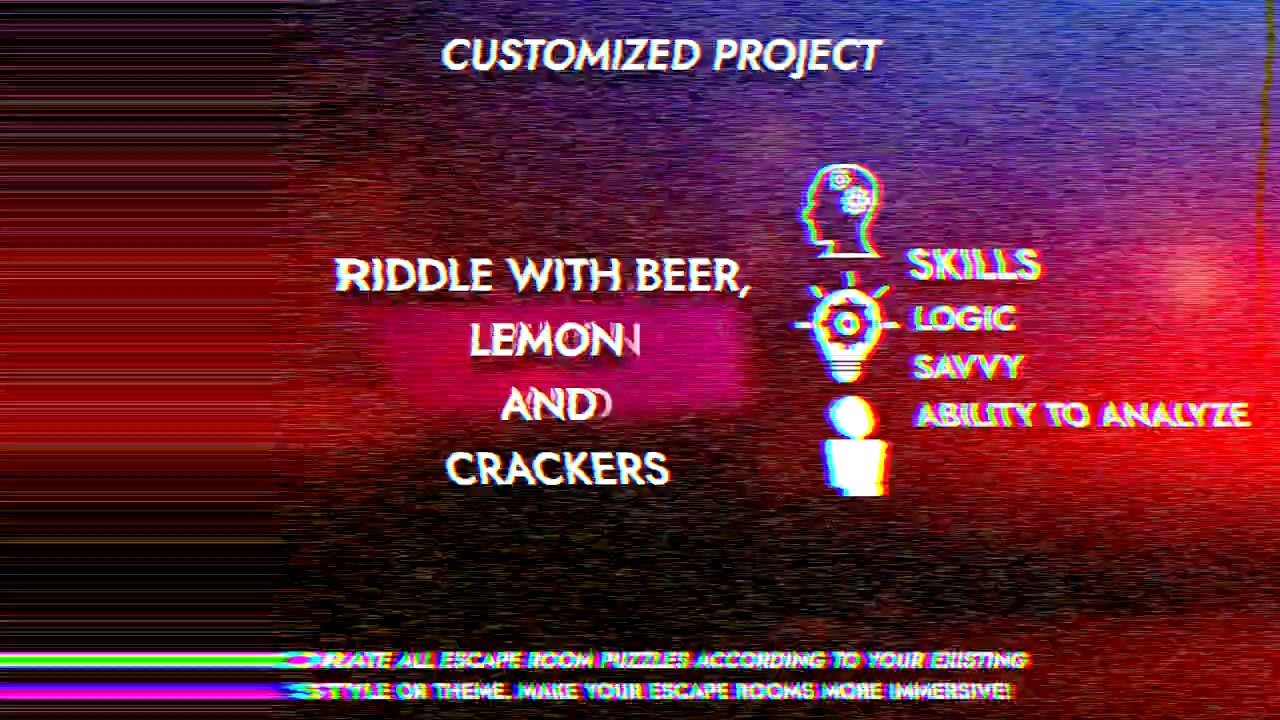 CUSTOMIZED PROJECT
RIDDLE WITH BEER,
LEMON
AND
CRACKERS
SKILLS
LOGIC
SAVVY
ABILITY TO ANALYZE
ALL ESCAPE ROOM PUZZLES ACCORDING TO YOUR EXISTING
STYLE OR THEME. MAKE YOUR ESCAPE ROOMS MORE IMMERSIVE!